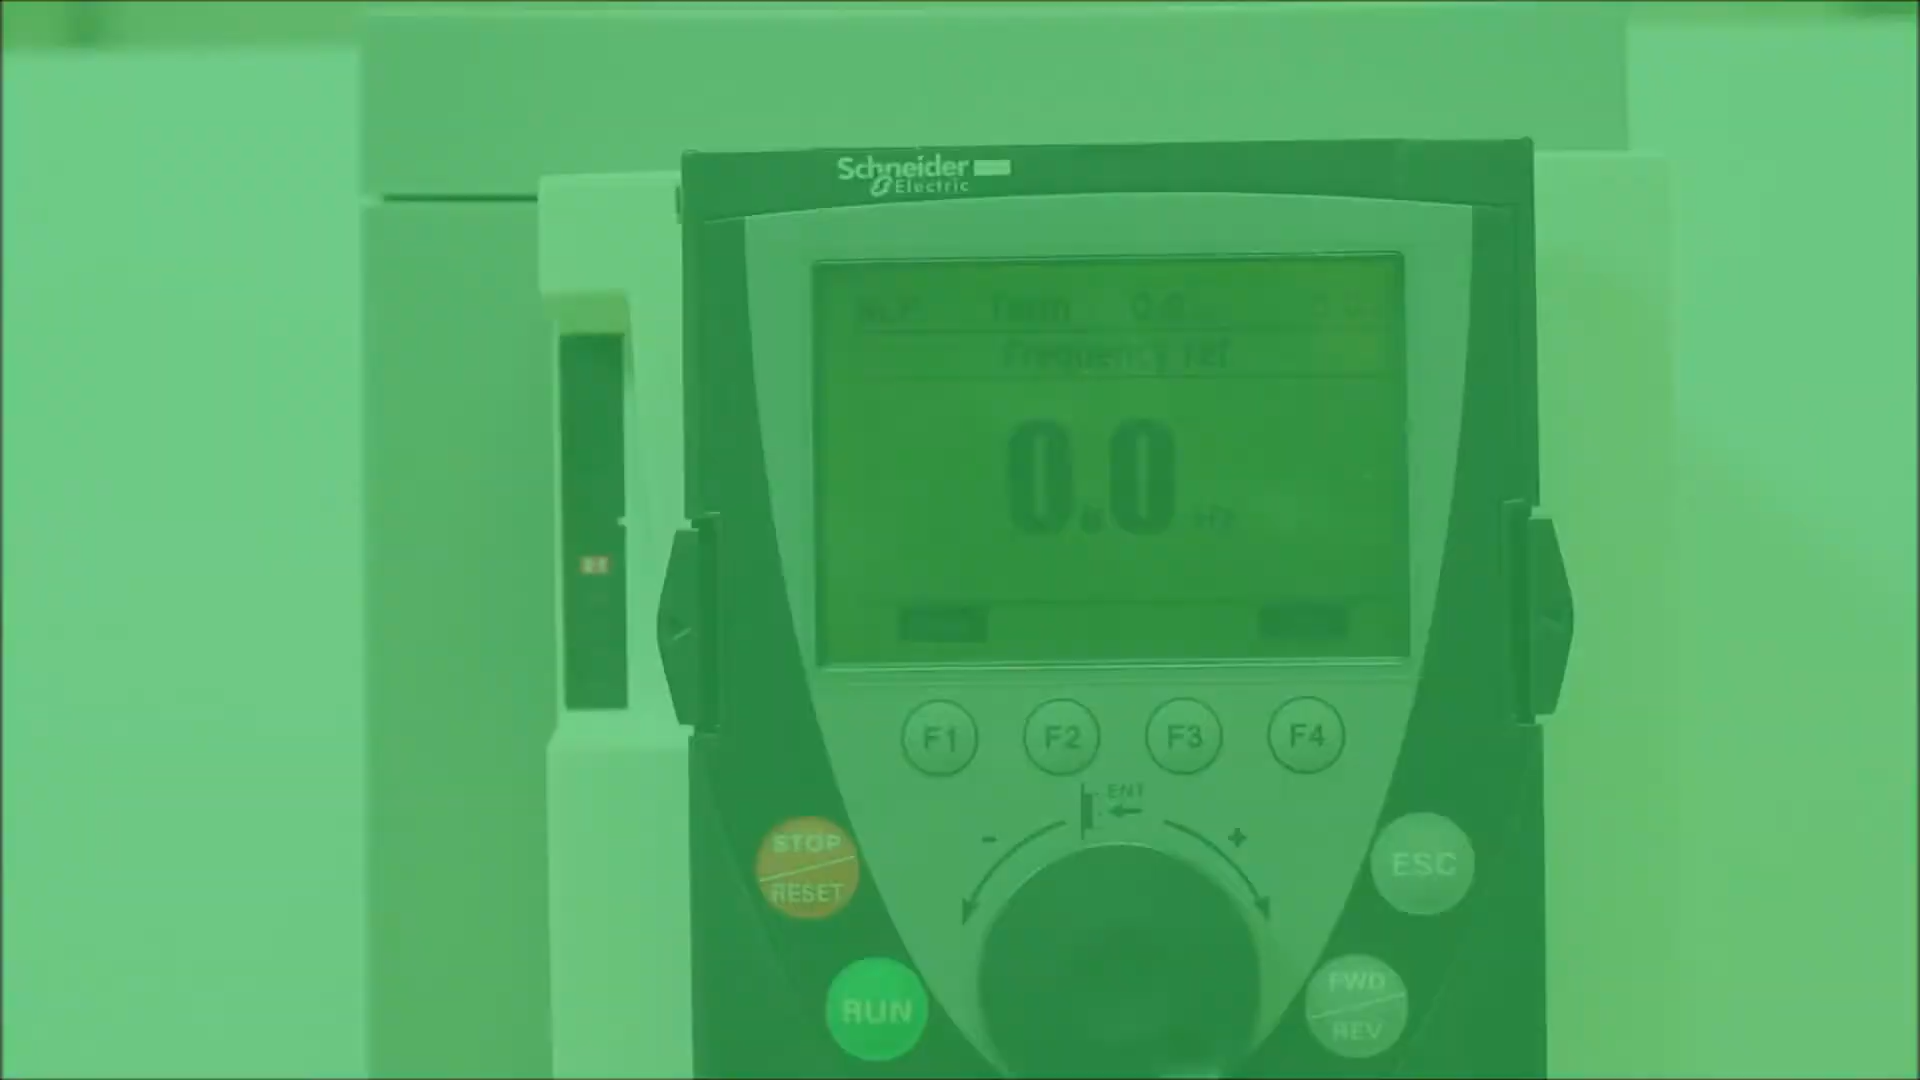 Schneider
Electric
Term
Frequency ref
0.0 Hz
F1 F2 F3 F4
ENT
- +
STOP
RESET
ESC
RUN
FWD
REV